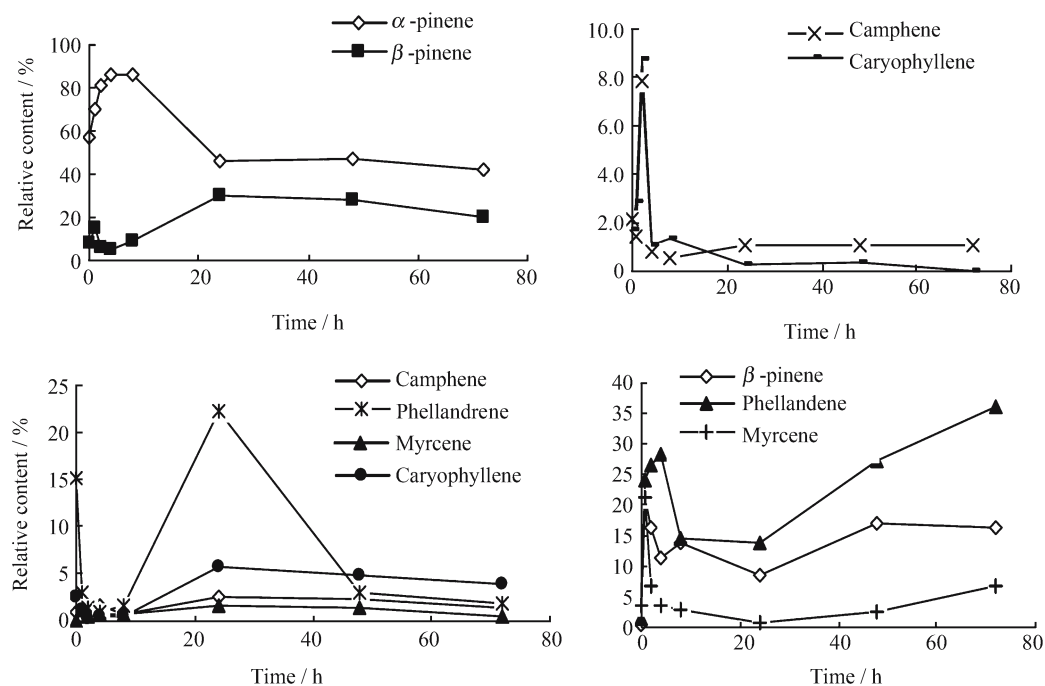 α-pinene
β-pinene
100
80
60
40
20
0
0 20 40 60 80
Relative content / %
Time / h
Camphene
Caryophyllene
10.0
8.0
6.0
4.0
2.0
0.0
0 20 40 60 80
Time / h
Camphene
Phellandrene
Myrcene
Caryophyllene
25
20
15
10
5
0
0 20 40 60 80
Relative content / %
Time / h
β-pinene
Phellandene
Myrcene
40
35
30
25
20
15
10
5
0
0 20 40 60 80
Time / h